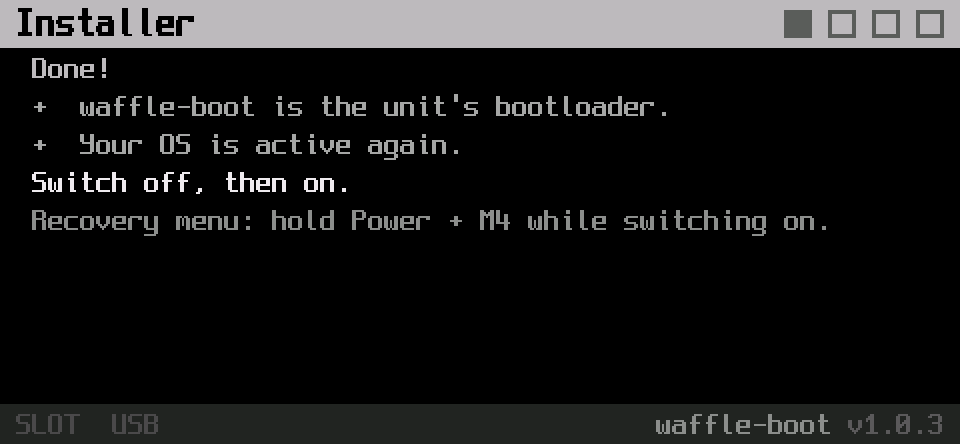 Installer
Done!
+ waffle-boot is the unit's bootloader.
+ Your OS is active again.
Switch off, then on.
Recovery menu: hold Power + M4 while switching on.
SLOT USB waffle-boot v1.0.3